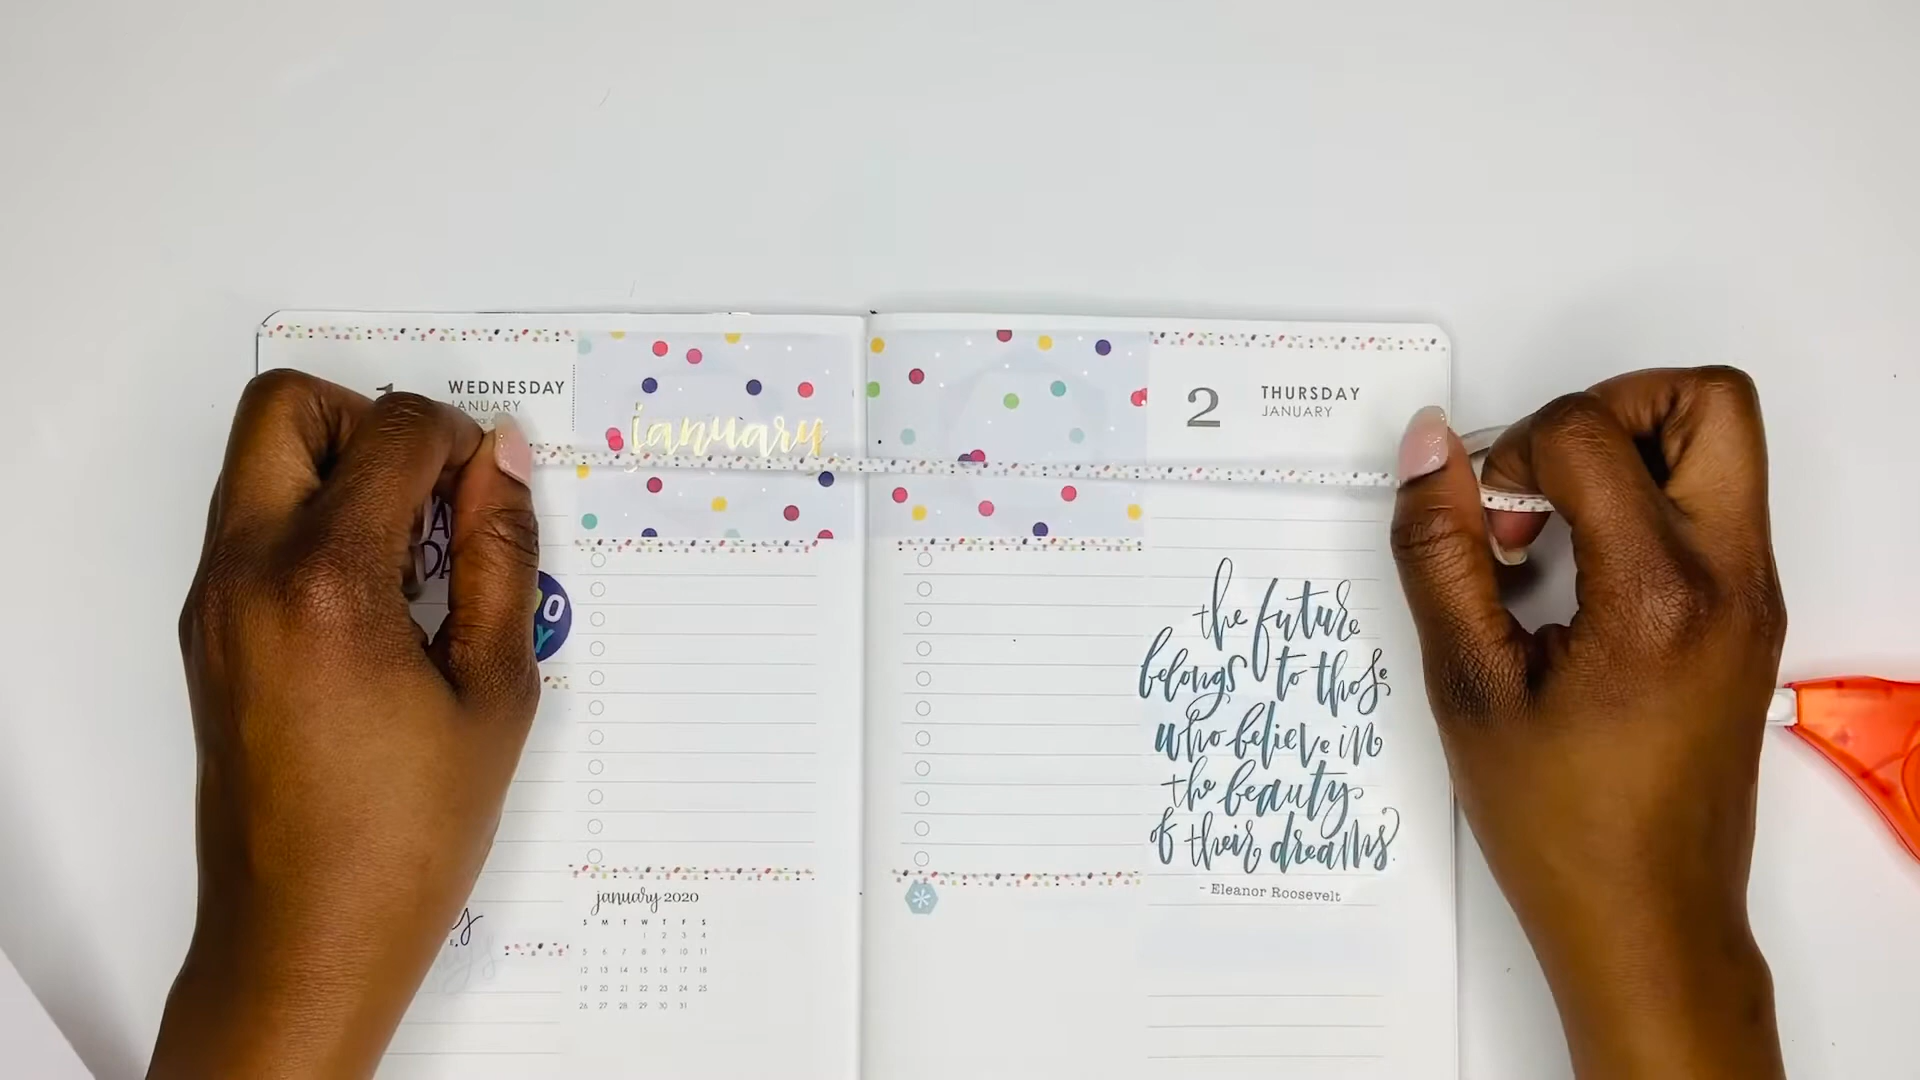 1
WEDNESDAY
JANUARY
january
2
THURSDAY
JANUARY
the future
belongs to those
who believe in
the beauty
of their dreams.
- Eleanor Roosevelt
january 2020
S M T W T F S
1 2 3 4
5 6 7 8 9 10 11
12 13 14 15 16 17 18
19 20 21 22 23 24 25
26 27 28 29 30 31